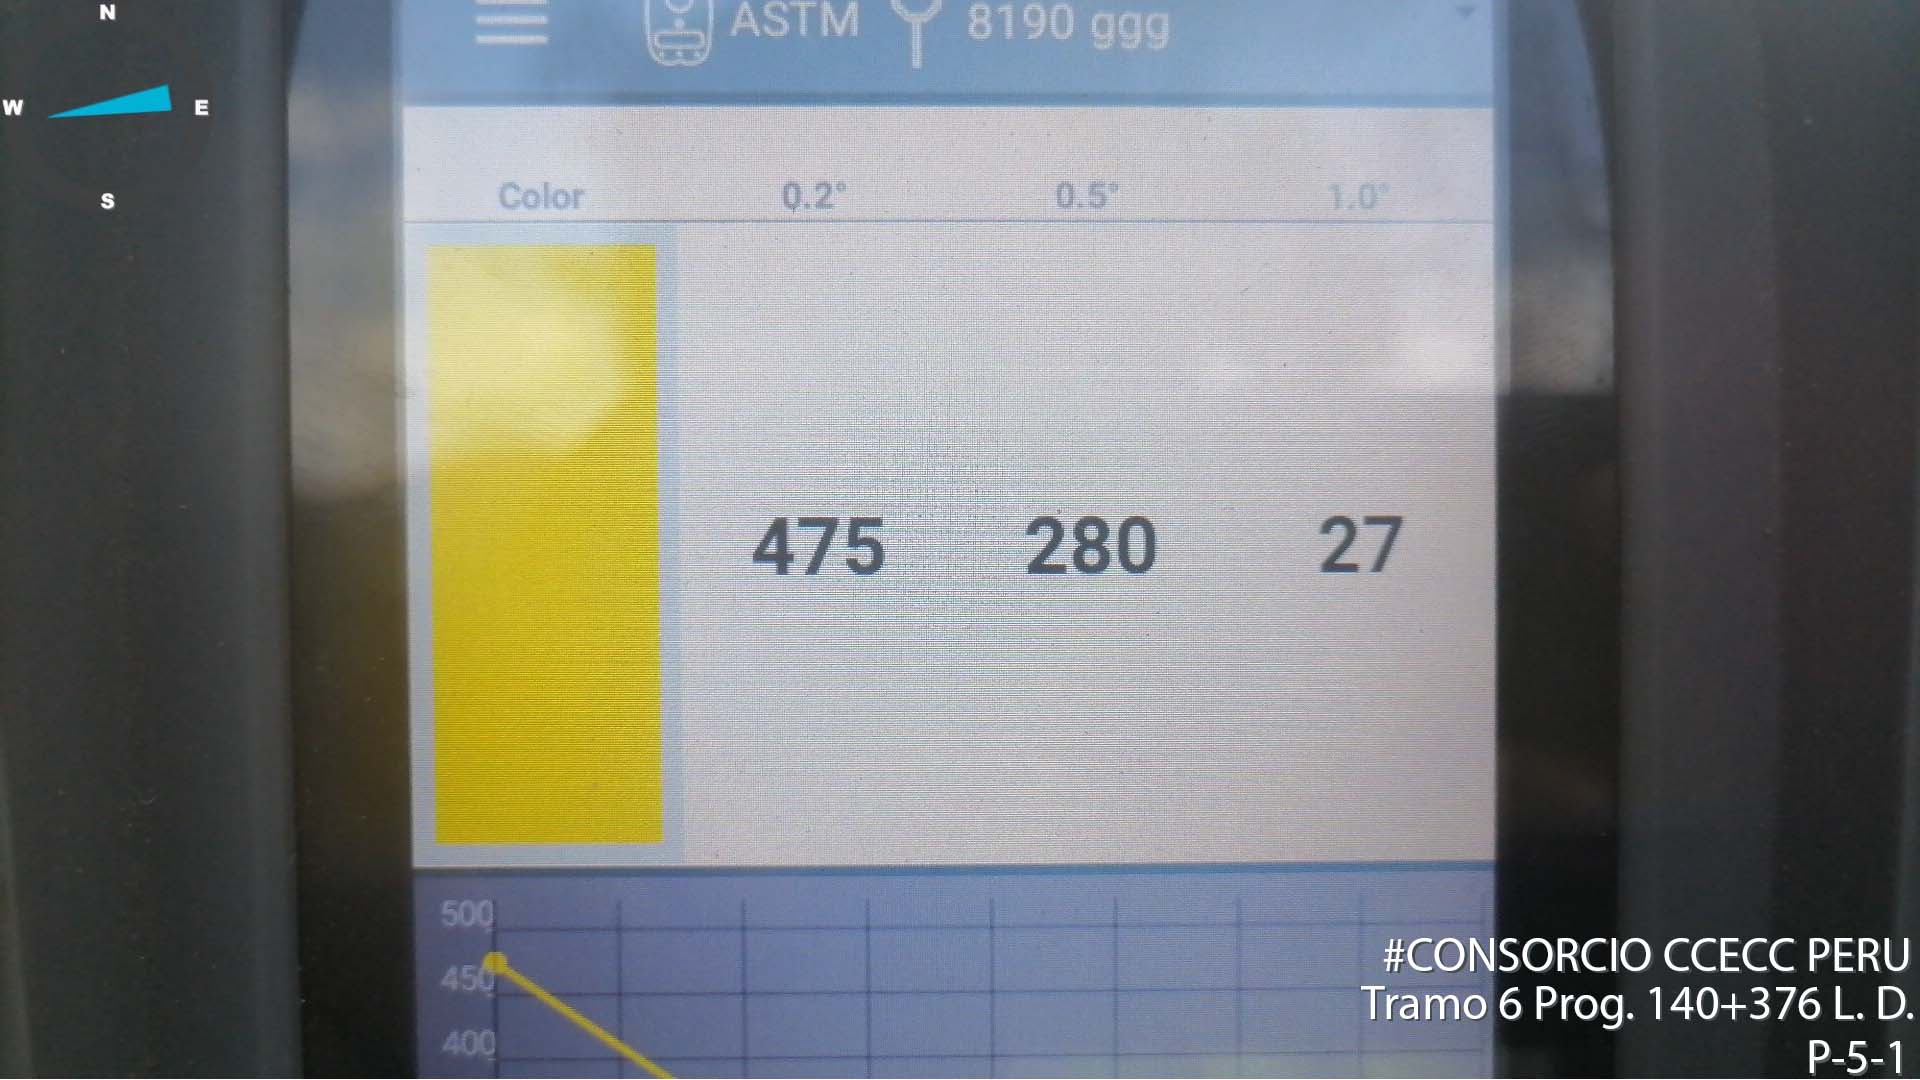 N
W E
S
ASTM 8190 ggg
Color 0.2° 0.5° 1.0°
475 280 27
500
450
400
#CONSORCIO CCECC PERU
Tramo 6 Prog. 140+376 L. D.
P-5-1